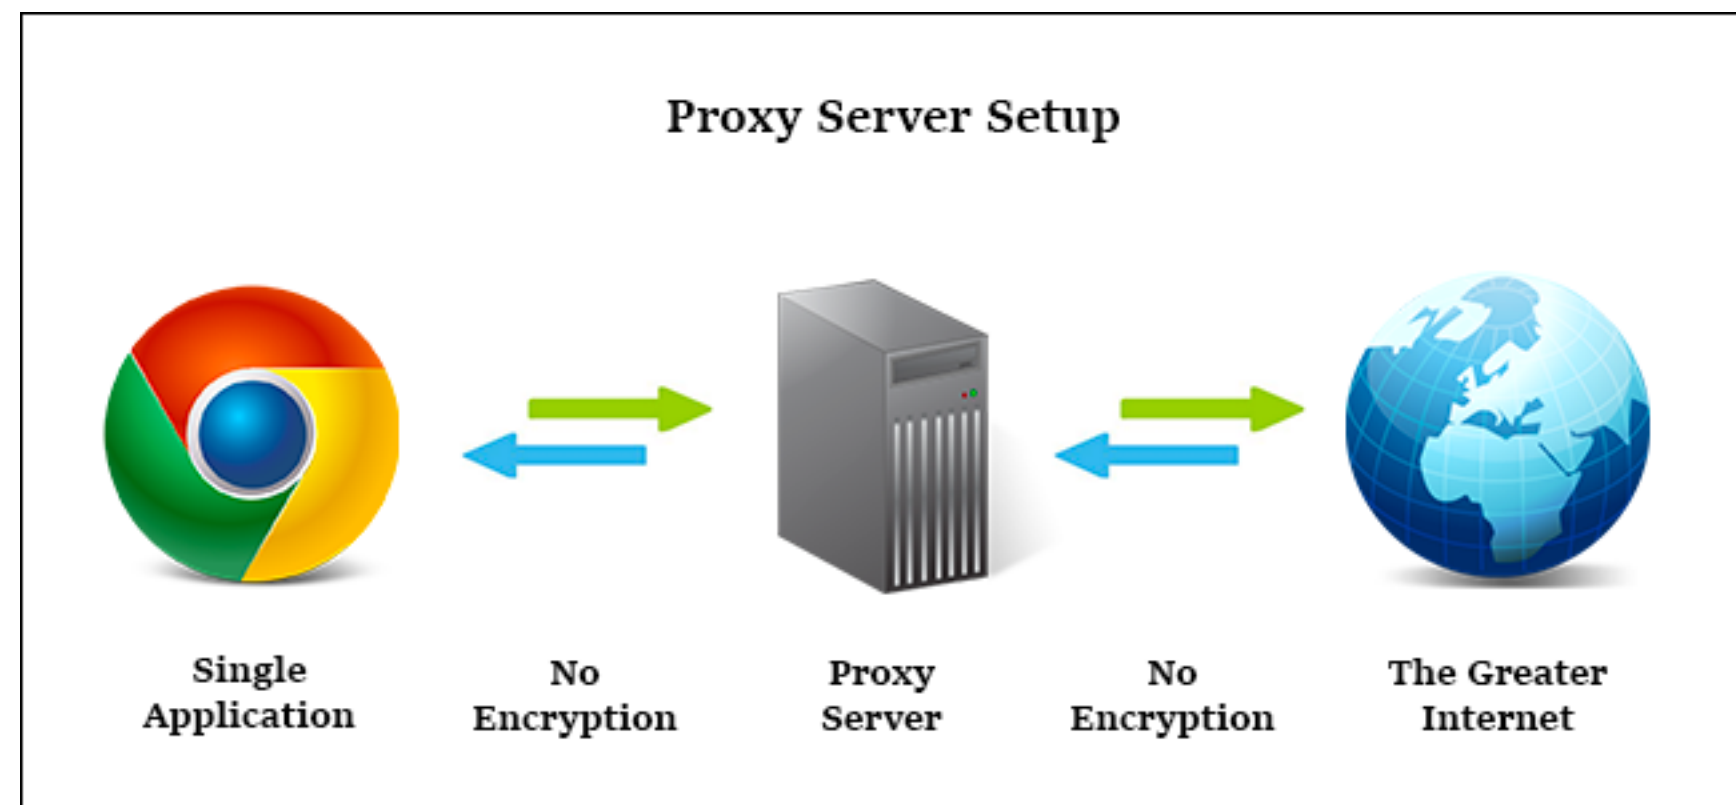 Proxy Server Setup
Single
Application
No
Encryption
Proxy
Server
No
Encryption
The Greater
Internet